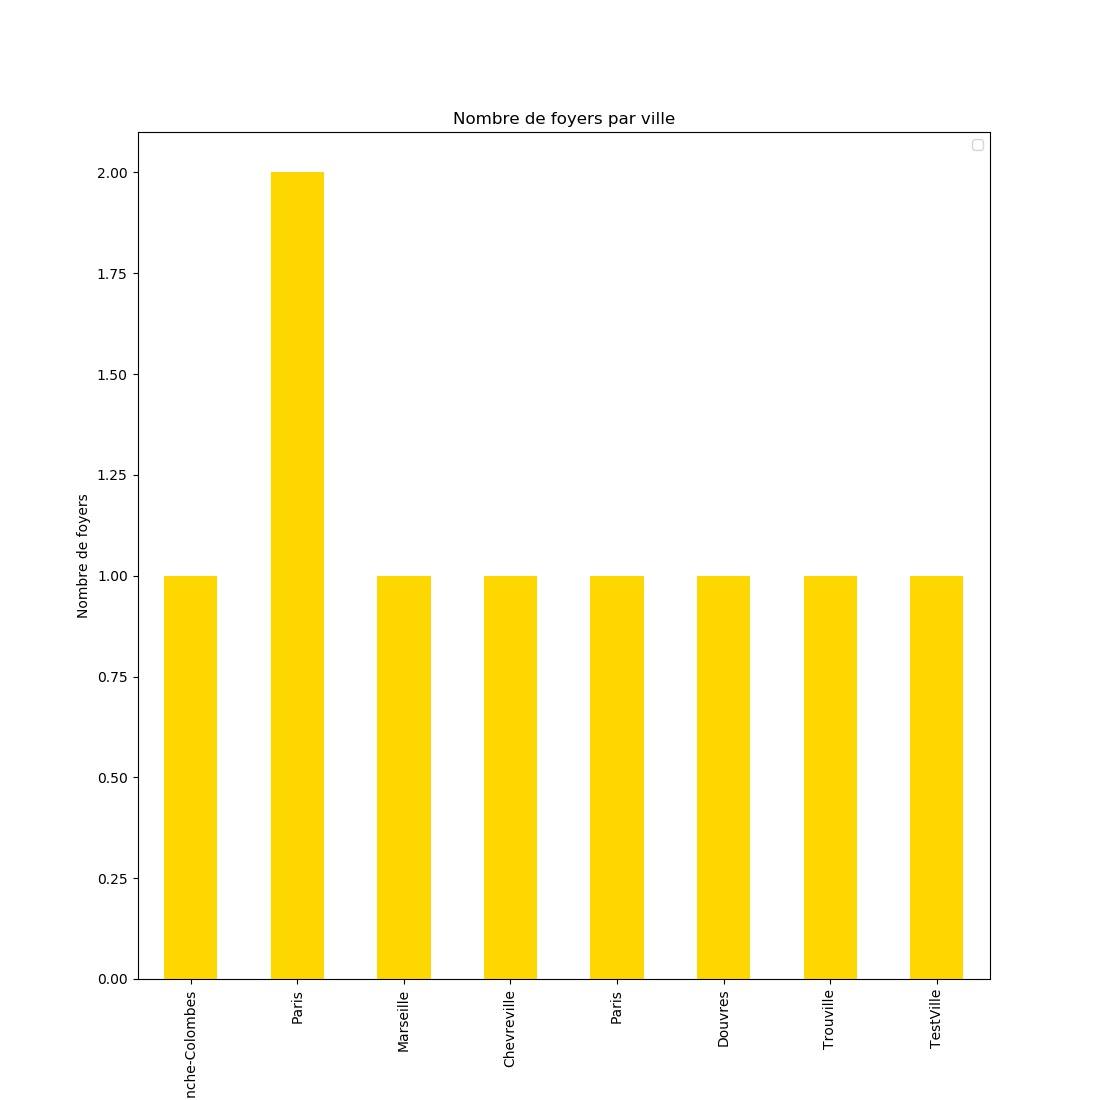 Nombre de foyers par ville
2.00
1.75
1.50
1.25
1.00
0.75
0.50
0.25
0.00
Nombre de foyers
nche-Colombes
Paris
Marseille
Chevreville
Paris
Douvres
Trouville
TestVille